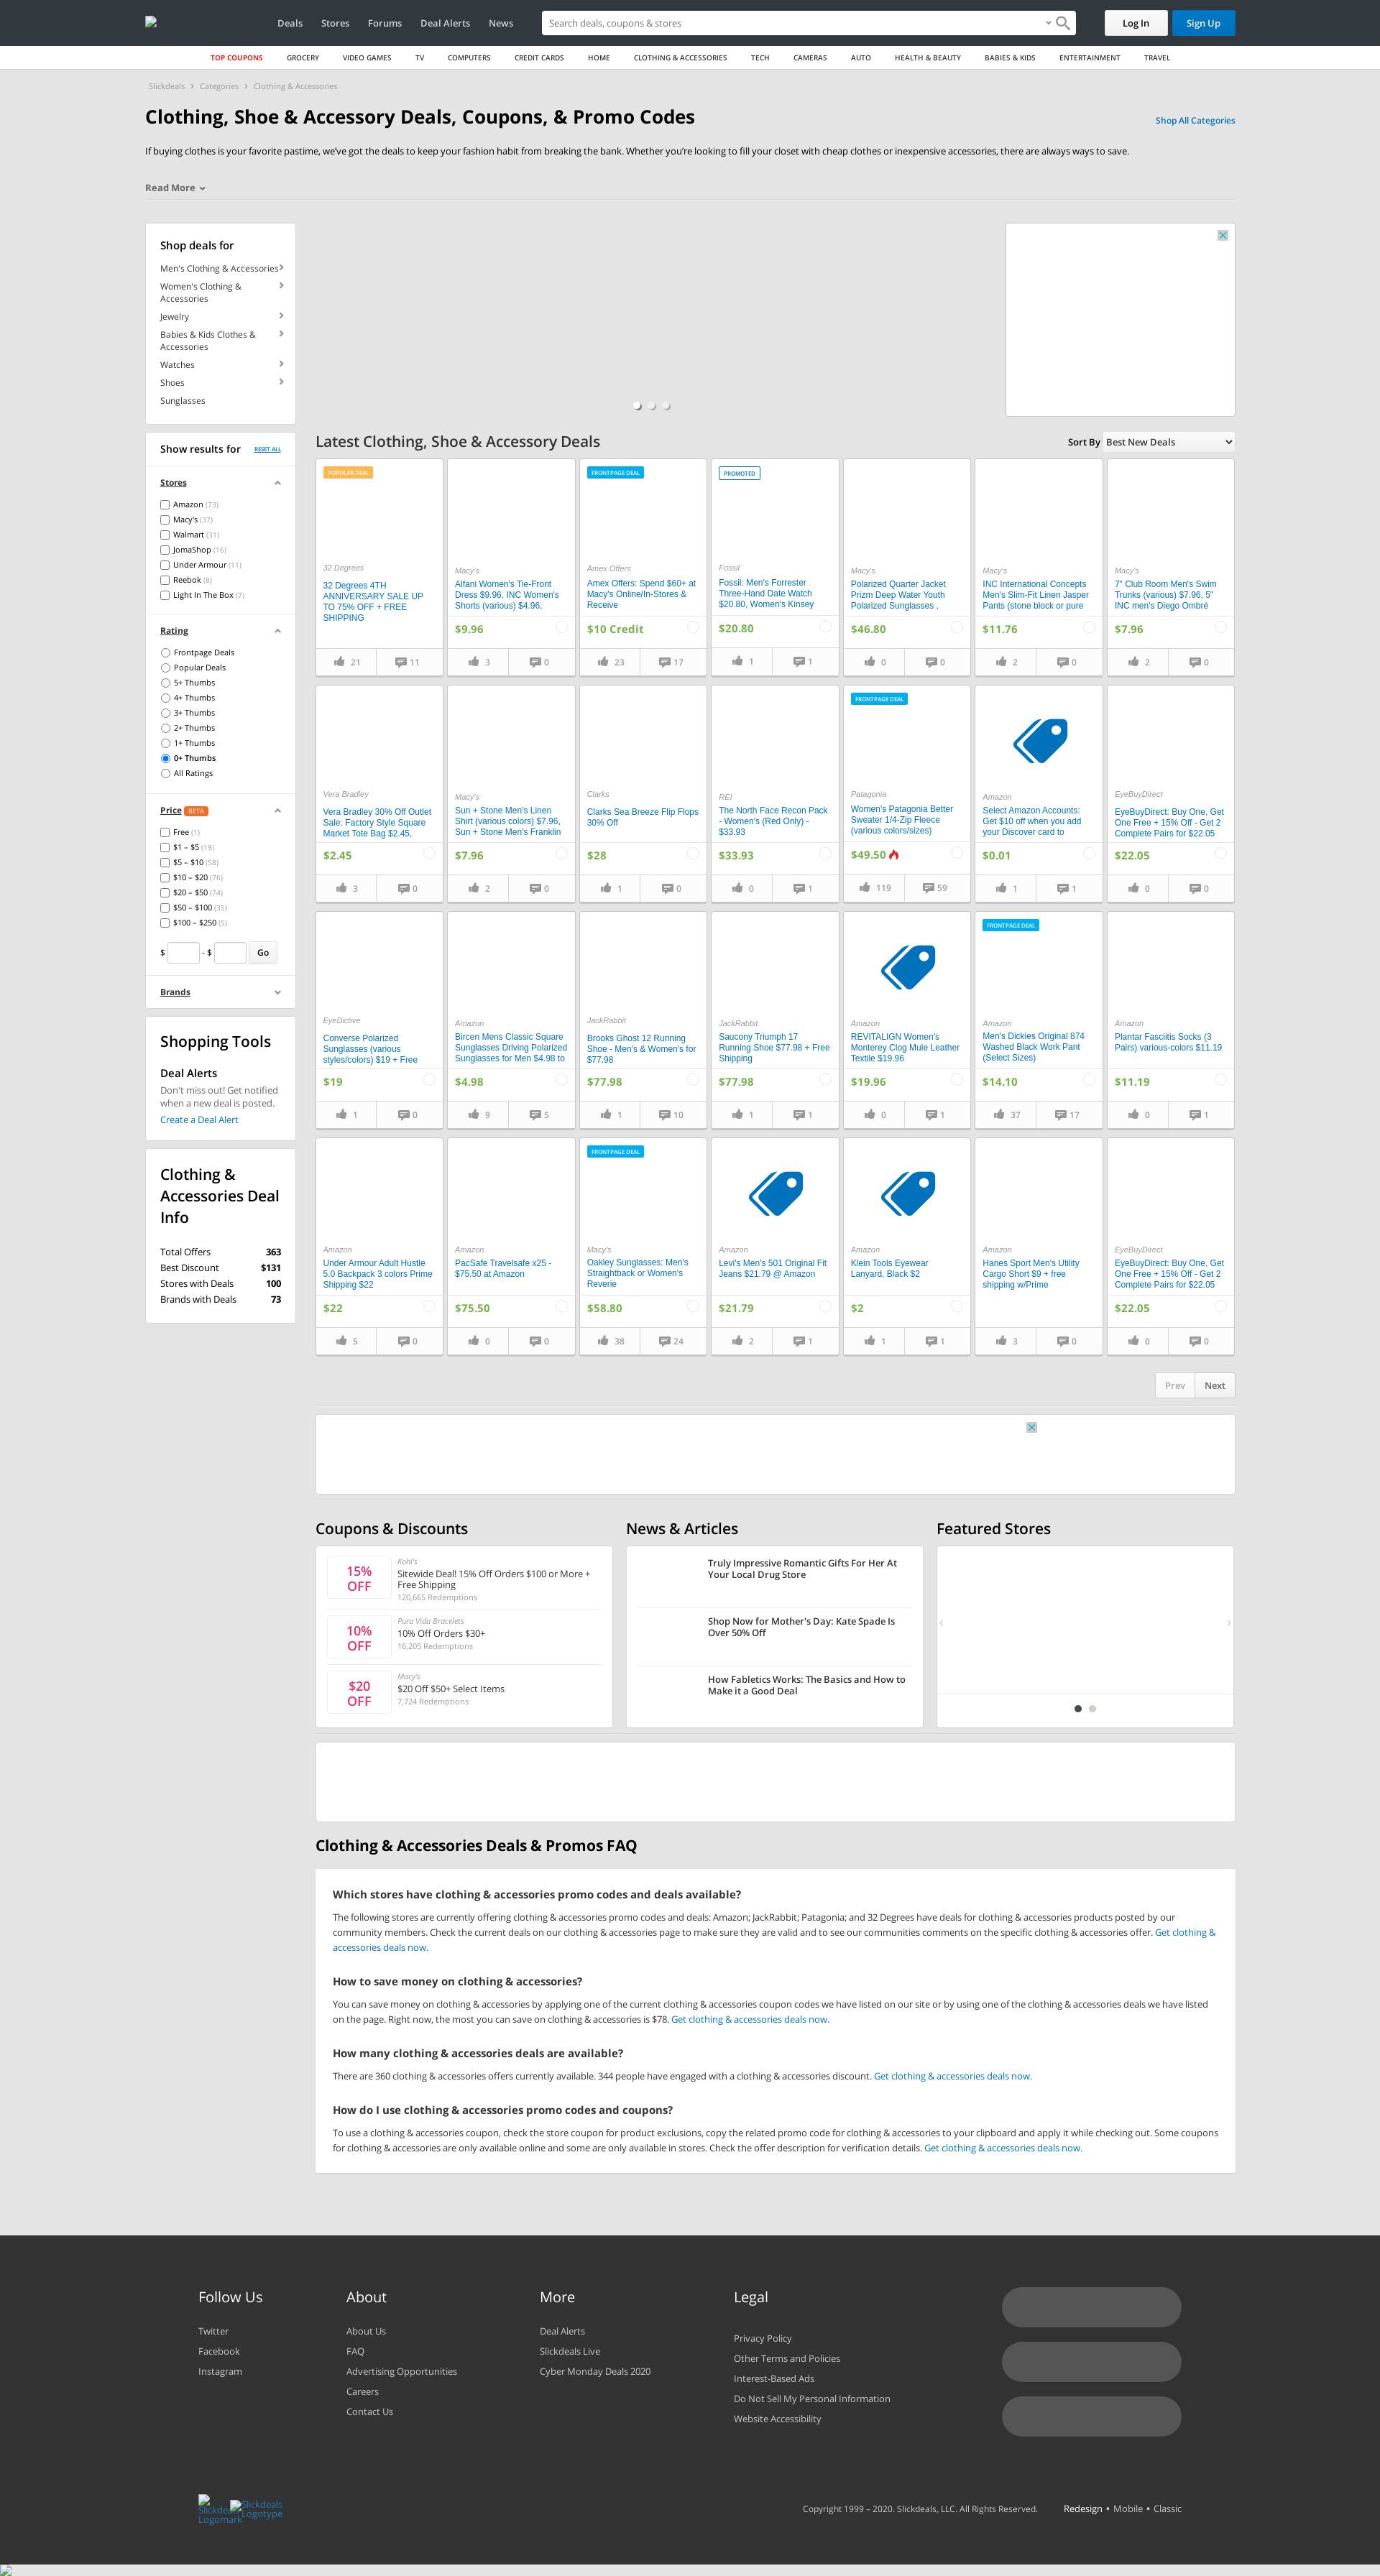 Deals Stores Forums Deal Alerts News Search deals, coupons & stores Log In Sign Up
TOP COUPONS GROCERY VIDEO GAMES TV COMPUTERS CREDIT CARDS HOME CLOTHING & ACCESSORIES TECH CAMERAS AUTO HEALTH & BEAUTY BABIES & KIDS ENTERTAINMENT TRAVEL
Slickdeals > Categories > Clothing & Accessories
Clothing, Shoe & Accessory Deals, Coupons, & Promo Codes
Shop All Categories
If buying clothes is your favorite pastime, we've got the deals to keep your fashion habit from breaking the bank. Whether you're looking to fill your closet with cheap clothes or inexpensive accessories, there are always ways to save.
Read More
Shop deals for
Men's Clothing & Accessories
Women's Clothing &
Accessories
Jewelry
Babies & Kids Clothes &
Accessories
Watches
Shoes
Sunglasses
Show results for RESET ALL
Stores
Amazon (73)
Macy's (37)
Walmart (31)
JomaShop (16)
Under Armour (11)
Reebok (8)
Light In The Box (7)
Rating
Frontpage Deals
Popular Deals
5+ Thumbs
4+ Thumbs
3+ Thumbs
2+ Thumbs
1+ Thumbs
0+ Thumbs
All Ratings
Price BETA
Free (1)
$1 – $5 (19)
$5 – $10 (58)
$10 – $20 (76)
$20 – $50 (74)
$50 – $100 (35)
$100 – $250 (5)
$ - $ Go
Brands
Shopping Tools
Deal Alerts
Don't miss out! Get notified
when a new deal is posted.
Create a Deal Alert
Clothing &
Accessories Deal
Info
Total Offers 363
Best Discount $131
Stores with Deals 100
Brands with Deals 73
Latest Clothing, Shoe & Accessory Deals
Sort By Best New Deals
POPULAR DEAL
32 Degrees
32 Degrees 4TH
ANNIVERSARY SALE UP
TO 75% OFF + FREE
SHIPPING
21 11
Macy's
Alfani Women's Tie-Front
Dress $9.96, INC Women's
Shorts (various) $4.96,
$9.96
3 0
FRONTPAGE DEAL
Amex Offers
Amex Offers: Spend $60+ at
Macy's Online/In-Stores &
Receive
$10 Credit
23 17
PROMOTED
Fossil
Fossil: Men's Forrester
Three-Hand Date Watch
$20.80, Women's Kinsey
$20.80
1 1
Macy's
Polarized Quarter Jacket
Prizm Deep Water Youth
Polarized Sunglasses ,
$46.80
0 0
Macy's
INC International Concepts
Men's Slim-Fit Linen Jasper
Pants (stone block or pure
$11.76
2 0
Macy's
7" Club Room Men's Swim
Trunks (various) $7.96, 5"
INC men's Diego Ombré
$7.96
2 0
Vera Bradley
Vera Bradley 30% Off Outlet
Sale: Factory Style Square
Market Tote Bag $2.45,
$2.45
3 0
Macy's
Sun + Stone Men's Linen
Shirt (various colors) $7.96,
Sun + Stone Men's Franklin
$7.96
2 0
Clarks
Clarks Sea Breeze Flip Flops
30% Off
$28
1 0
REI
The North Face Recon Pack
- Women's (Red Only) -
$33.93
$33.93
0 1
FRONTPAGE DEAL
Patagonia
Women's Patagonia Better
Sweater 1/4-Zip Fleece
(various colors/sizes)
$49.50
119 59
Amazon
Select Amazon Accounts:
Get $10 off when you add
your Discover card to
$0.01
1 1
EyeBuyDirect
EyeBuyDirect: Buy One, Get
One Free + 15% Off - Get 2
Complete Pairs for $22.05
$22.05
0 0
EyeDictive
Converse Polarized
Sunglasses (various
styles/colors) $19 + Free
$19
1 0
Amazon
Bircen Mens Classic Square
Sunglasses Driving Polarized
Sunglasses for Men $4.98 to
$4.98
9 5
JackRabbit
Brooks Ghost 12 Running
Shoe - Men's & Women's for
$77.98
$77.98
1 10
JackRabbit
Saucony Triumph 17
Running Shoe $77.98 + Free
Shipping
$77.98
1 1
Amazon
REVITALIGN Women's
Monterey Clog Mule Leather
Textile $19.96
$19.96
0 1
FRONTPAGE DEAL
Amazon
Men's Dickies Original 874
Washed Black Work Pant
(Select Sizes)
$14.10
37 17
Amazon
Plantar Fasciitis Socks (3
Pairs) various-colors $11.19
$11.19
0 1
Amazon
Under Armour Adult Hustle
5.0 Backpack 3 colors Prime
Shipping $22
$22
5 0
Amazon
PacSafe Travelsafe x25 -
$75.50 at Amazon
$75.50
0 0
FRONTPAGE DEAL
Macy's
Oakley Sunglasses: Men's
Straightback or Women's
Reverie
$58.80
38 24
Amazon
Levi's Men's 501 Original Fit
Jeans $21.79 @ Amazon
$21.79
2 1
Amazon
Klein Tools Eyewear
Lanyard, Black $2
$2
1 1
Amazon
Hanes Sport Men's Utility
Cargo Short $9 + free
shipping w/Prime
3 0
EyeBuyDirect
EyeBuyDirect: Buy One, Get
One Free + 15% Off - Get 2
Complete Pairs for $22.05
$22.05
0 0
Prev Next
Coupons & Discounts
15%
OFF
Kohl's
Sitewide Deal! 15% Off Orders $100 or More +
Free Shipping
120,665 Redemptions
10%
OFF
Pura Vida Bracelets
10% Off Orders $30+
16,205 Redemptions
$20
OFF
Macy's
$20 Off $50+ Select Items
7,724 Redemptions
News & Articles
Truly Impressive Romantic Gifts For Her At
Your Local Drug Store
Shop Now for Mother's Day: Kate Spade Is
Over 50% Off
How Fabletics Works: The Basics and How to
Make it a Good Deal
Featured Stores
Clothing & Accessories Deals & Promos FAQ
Which stores have clothing & accessories promo codes and deals available?
The following stores are currently offering clothing & accessories promo codes and deals: Amazon; JackRabbit; Patagonia; and 32 Degrees have deals for clothing & accessories products posted by our
community members. Check the current deals on our clothing & accessories page to make sure they are valid and to see our communities comments on the specific clothing & accessories offer. Get clothing &
accessories deals now.
How to save money on clothing & accessories?
You can save money on clothing & accessories by applying one of the current clothing & accessories coupon codes we have listed on our site or by using one of the clothing & accessories deals we have listed
on the page. Right now, the most you can save on clothing & accessories is $78. Get clothing & accessories deals now.
How many clothing & accessories deals are available?
There are 360 clothing & accessories offers currently available. 344 people have engaged with a clothing & accessories discount. Get clothing & accessories deals now.
How do I use clothing & accessories promo codes and coupons?
To use a clothing & accessories coupon, check the store coupon for product exclusions, copy the related promo code for clothing & accessories to your clipboard and apply it while checking out. Some coupons
for clothing & accessories are only available online and some are only available in stores. Check the offer description for verification details. Get clothing & accessories deals now.
Follow Us
Twitter
Facebook
Instagram
About
About Us
FAQ
Advertising Opportunities
Careers
Contact Us
More
Deal Alerts
Slickdeals Live
Cyber Monday Deals 2020
Legal
Privacy Policy
Other Terms and Policies
Interest-Based Ads
Do Not Sell My Personal Information
Website Accessibility
Slickdeals
Logomark
Slickdeals
Logotype
Copyright 1999 – 2020. Slickdeals, LLC. All Rights Reserved. Redesign • Mobile • Classic